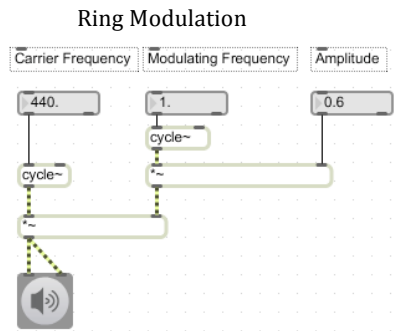 Ring Modulation
Carrier Frequency Modulating Frequency Amplitude
440. 1. 0.6
cycle~
cycle~ *~
*~